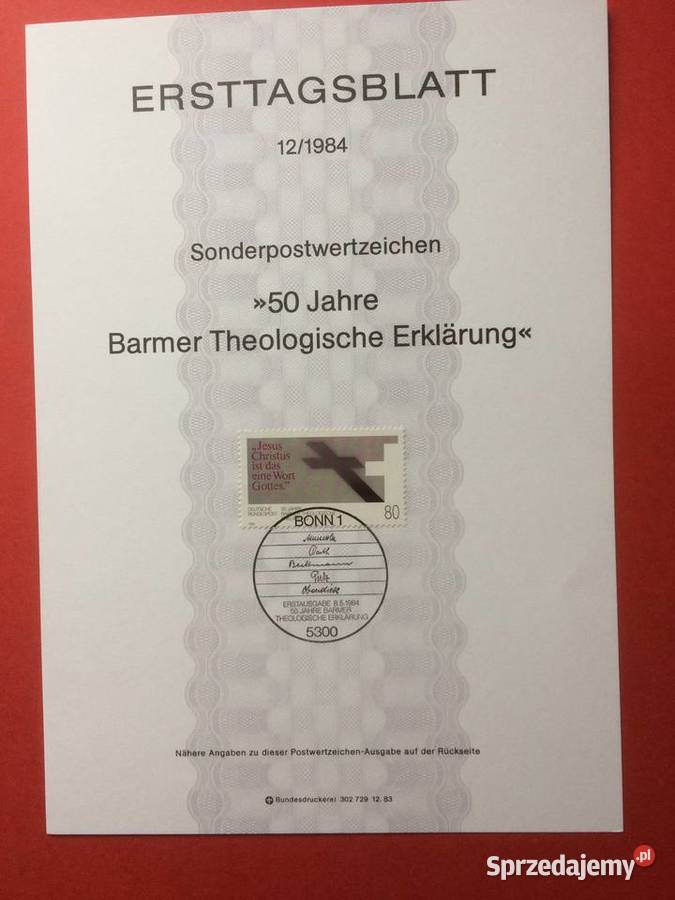 ERSTTAGSBLATT
12/1984
Sonderpostwertzeichen
»50 Jahre
Barmer Theologische Erklärung«
„Jesus
Christus
ist das
eine Wort
Gottes.”
DEUTSCHE
BUNDESPOST
50 JAHRE
80
BONN 1
ERSTAUSGABE 8.5.1984
50 JAHRE BARMER
THEOLOGISCHE ERKLÄRUNG
5300
Nähere Angaben zu dieser Postwertzeichen-Ausgabe auf der Rückseite
Bundesdruckerei 302 729 12. 83
Sprzedajemy.pl